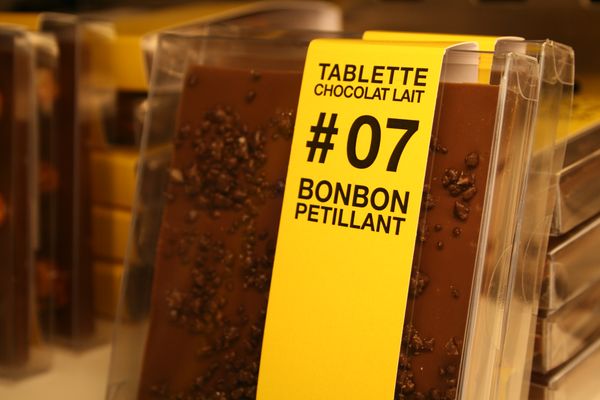 TABLETTE
CHOCOLAT LAIT
#07
BONBON
PETILLANT